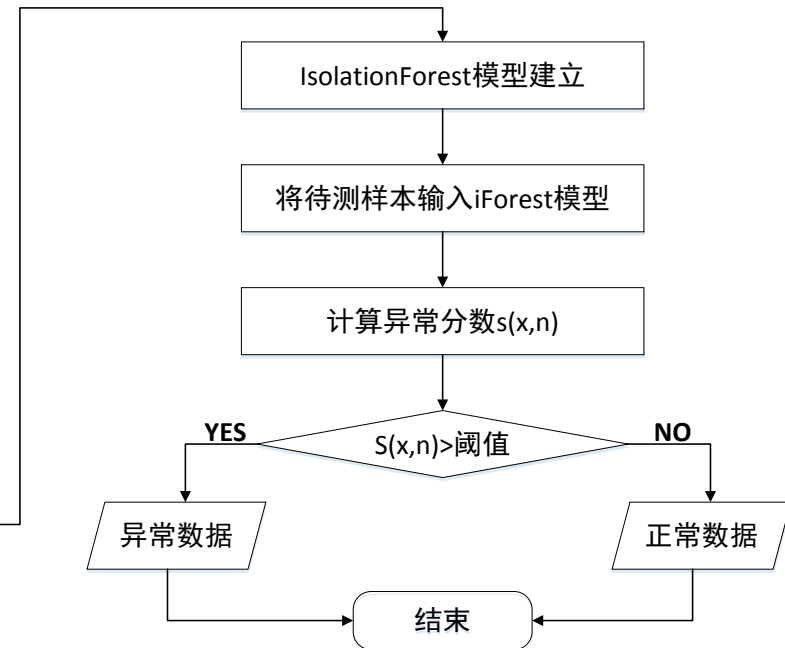 IsolationForest模型建立
将待测样本输入iForest模型
计算异常分数s(x,n)
S(x,n)>阈值
YES
NO
异常数据
正常数据
结束